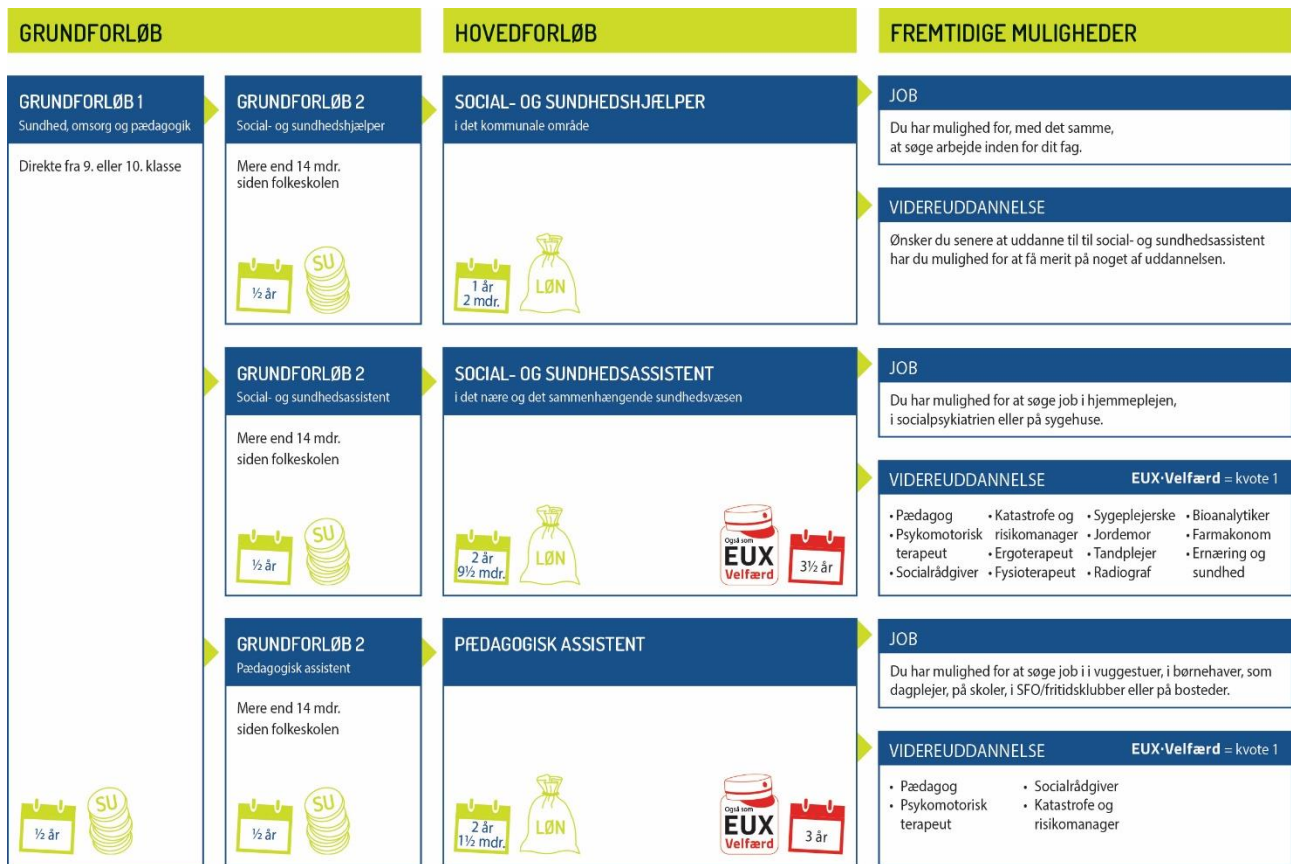 GRUNDFORLØB
HOVEDFORLØB
FREMTIDIGE MULIGHEDER
GRUNDFORLØB 1
Sundhed, omsorg og pædagogik
Direkte fra 9. eller 10. klasse
½ år
SU
GRUNDFORLØB 2
Social- og sundhedshjælper
Mere end 14 mdr.
siden folkeskolen
½ år
SU
SOCIAL- OG SUNDHEDSHJÆLPER
i det kommunale område
1 år
2 mdr.
LØN
JOB
Du har mulighed for, med det samme,
at søge arbejde inden for dit fag.
VIDEREUDDANNELSE
Ønsker du senere at uddanne til til social- og sundhedsassistent
har du mulighed for at få merit på noget af uddannelsen.
GRUNDFORLØB 2
Social- og sundhedsassistent
Mere end 14 mdr.
siden folkeskolen
½ år
SU
SOCIAL- OG SUNDHEDSASSISTENT
i det nære og det sammenhængende sundhedsvæsen
2 år
9½ mdr.
LØN
Også som
EUX
Velfærd
3½ år
JOB
Du har mulighed for at søge job i hjemmeplejen,
i socialpsykiatrien eller på sygehuse.
VIDEREUDDANNELSE EUX·Velfærd = kvote 1
• Pædagog
• Psykomotorisk
terapeut
• Socialrådgiver
• Katastrofe og
risikomanager
• Ergoterapeut
• Fysioterapeut
• Sygeplejerske
• Jordemor
• Tandplejer
• Radiograf
• Bioanalytiker
• Farmakonom
• Ernæring og
sundhed
GRUNDFORLØB 2
Pædagogisk assistent
Mere end 14 mdr.
siden folkeskolen
½ år
SU
PÆDAGOGISK ASSISTENT
2 år
1½ mdr.
LØN
Også som
EUX
Velfærd
3 år
JOB
Du har mulighed for at søge job i i vuggestuer, i børnehaver, som
dagplejer, på skoler, i SFO/fritidsklubber eller på bosteder.
VIDEREUDDANNELSE EUX·Velfærd = kvote 1
• Pædagog
• Psykomotorisk
terapeut
• Socialrådgiver
• Katastrofe og
risikomanager